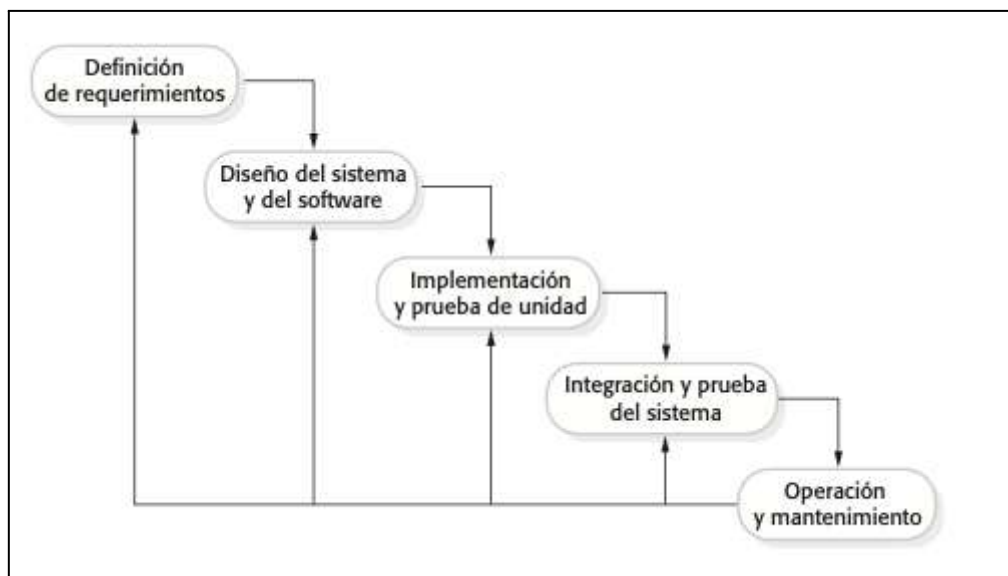 Definición
de requerimientos
Diseño del sistema
y del software
Implementación
y prueba de unidad
Integración y prueba
del sistema
Operación
y mantenimiento